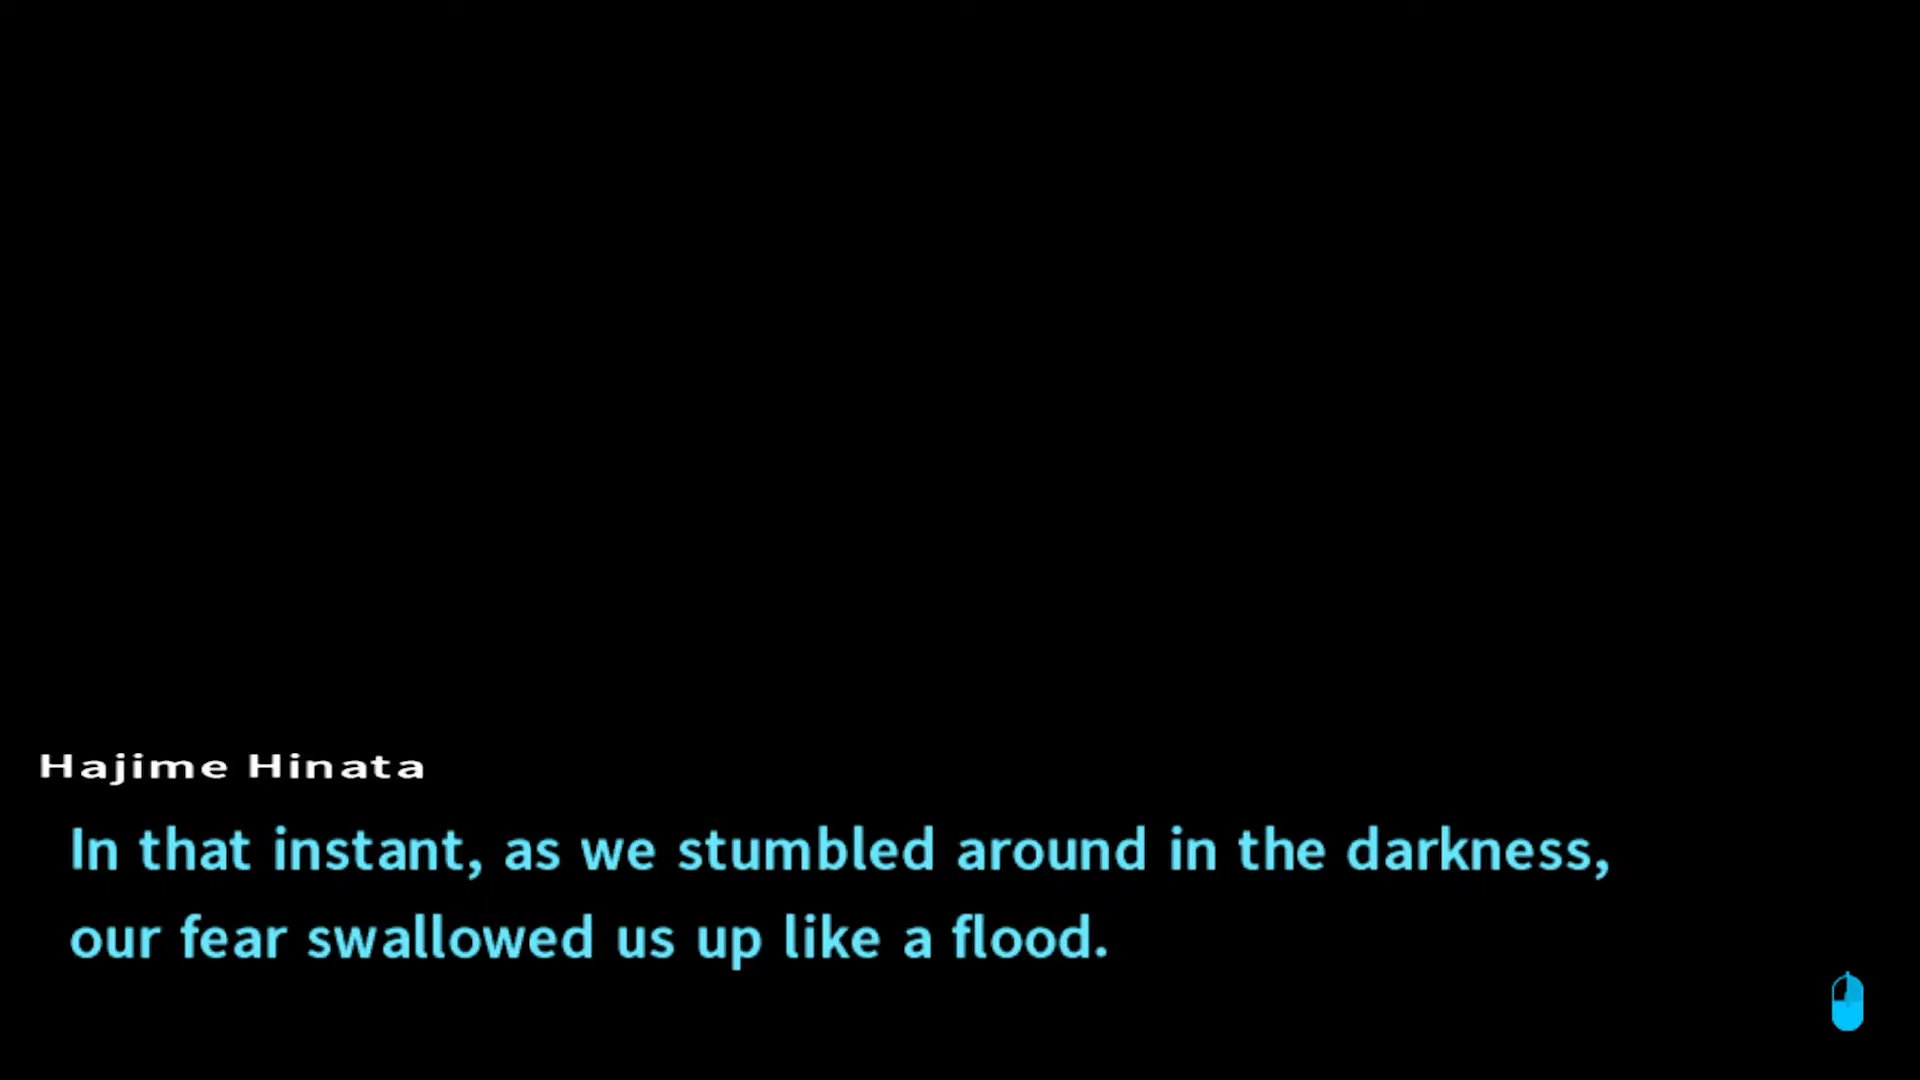 Hajime Hinata
In that instant, as we stumbled around in the darkness,
our fear swallowed us up like a flood.